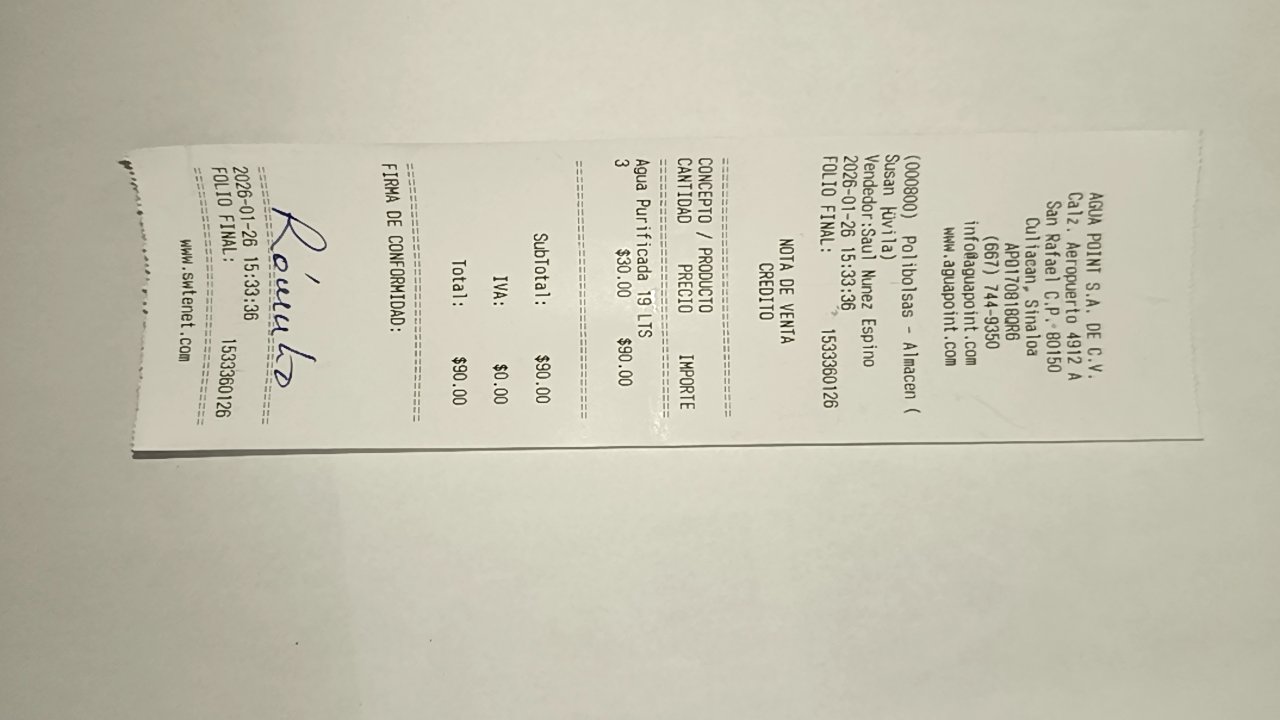 AGUA POINT S.A. DE C.V.
Calz. Aeropuerto 4912 A
San Rafael C.P. 80150
Culiacan, Sinaloa
APO170818QR6
(667) 744-9350
info@aguapoint.com
www.aguapoint.com
(000800) Polibolsas - Almacen (
Susan Hüvila)
Vendedor:Saul Nunez Espino
2026-01-26 15:33:36
FOLIO FINAL: 1533360126
NOTA DE VENTA
CREDITO
CONCEPTO / PRODUCTO
CANTIDAD PRECIO IMPORTE
Agua Purificada 19 LTS
3 $30.00 $90.00
SubTotal: $90.00
IVA: $0.00
Total: $90.00
FIRMA DE CONFORMIDAD:
2026-01-26 15:33:36
FOLIO FINAL: 1533360126
www.swtenet.com